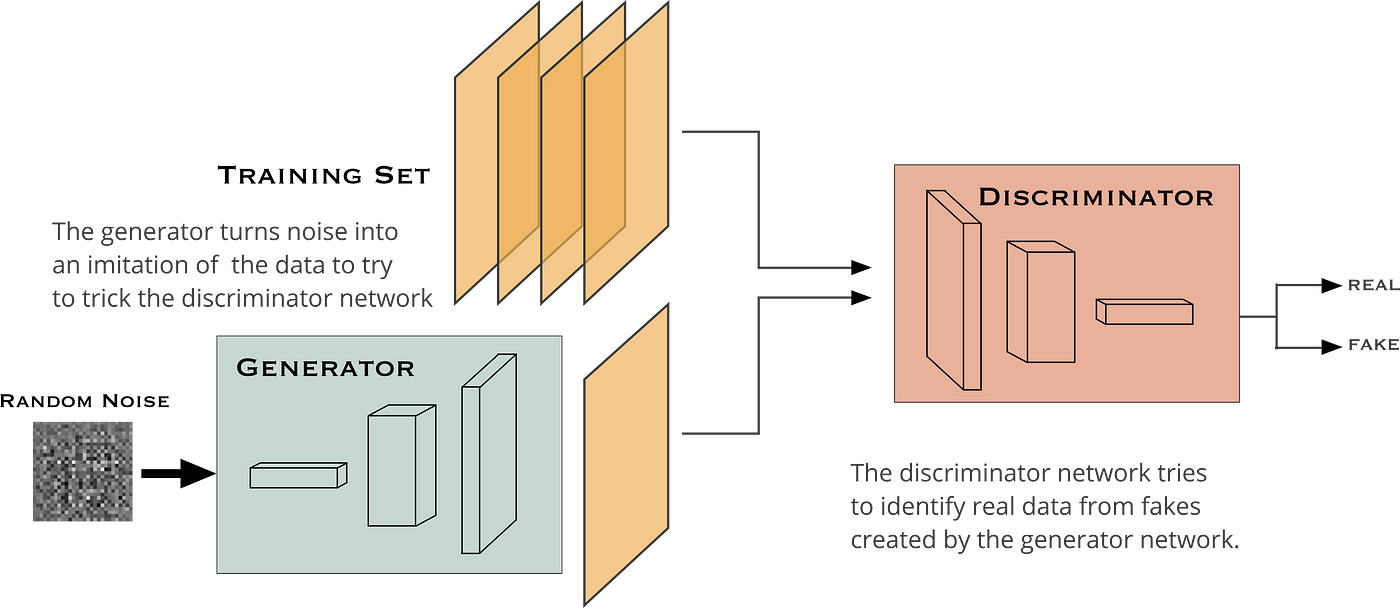 Training Set
The generator turns noise into
an imitation of  the data to try
to trick the discriminator network
Generator
Random Noise
Discriminator
REAL
FAKE
The discriminator network tries
to identify real data from fakes
created by the generator network.